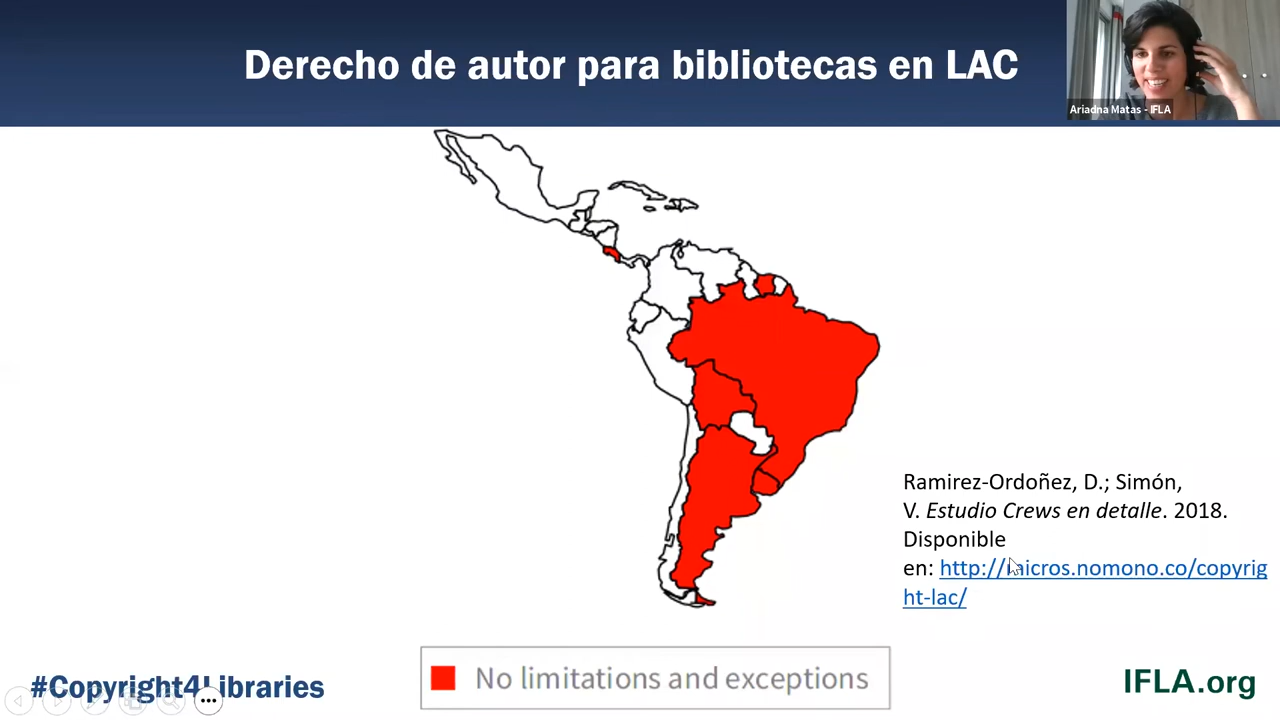 Derecho de autor para bibliotecas en LAC
Ariadna Matas - IFLA
Ramirez-Ordoñez, D.; Simón,
V. Estudio Crews en detalle. 2018.
Disponible
en: http://micros.nomono.co/copyrig
ht-lac/
No limitations and exceptions
#Copyright4Libraries
IFLA.org